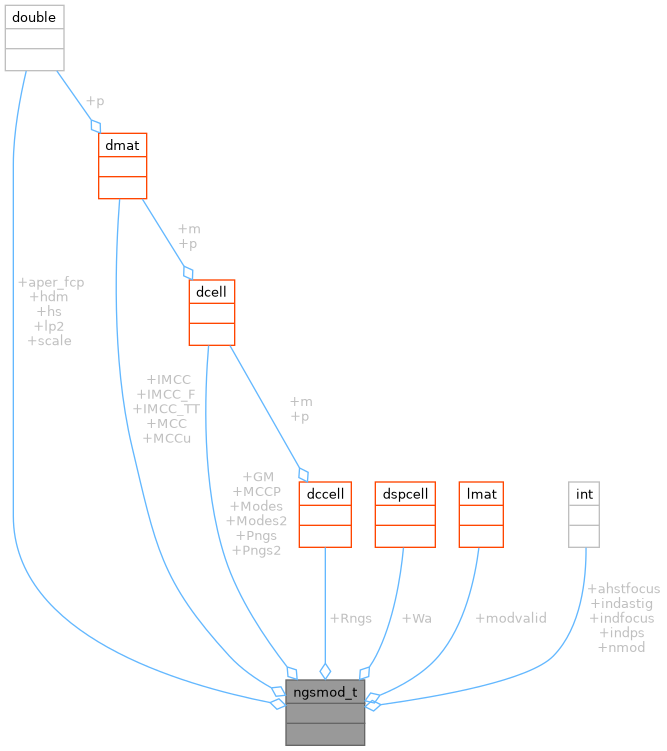 double
+p
dmat
+m
+p
+aper_fcp
+hdm
+hs
+lp2
+scale
dcell
+IMCC
+IMCC_F
+IMCC_TT
+MCC
+MCCu
+m
+p
+GM
+MCCP
+Modes
+Modes2
+Pngs
+Pngs2
dccell
dspcell
lmat
int
+Rngs
+Wa
+modvalid
+ahstfocus
+indastig
+indfocus
+indps
+nmod
ngsmod_t